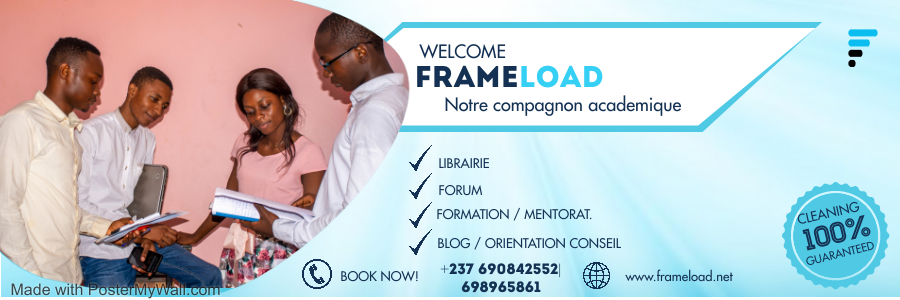 WELCOME
FRAMELOAD
Notre compagnon academique
LIBRAIRIE
FORUM
FORMATION / MENTORAT.
BLOG / ORIENTATION CONSEIL
BOOK NOW!
+237 690842552|
698965861
www.frameload.net
CLEANING
100%
GUARANTEED
Made with PosterMyWall.com